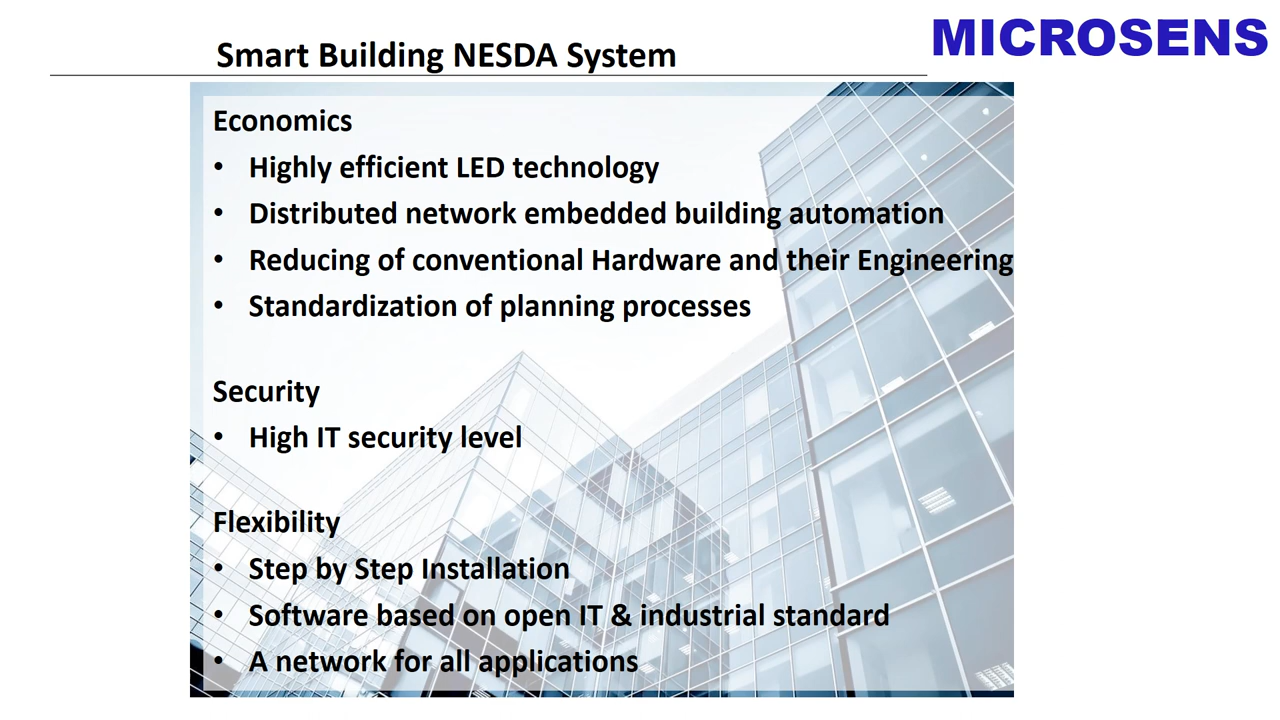 Smart Building NESDA System
MICROSENS
Economics
• Highly efficient LED technology
• Distributed network embedded building automation
• Reducing of conventional Hardware and their Engineering
• Standardization of planning processes
Security
• High IT security level
Flexibility
• Step by Step Installation
• Software based on open IT & industrial standard
• A network for all applications